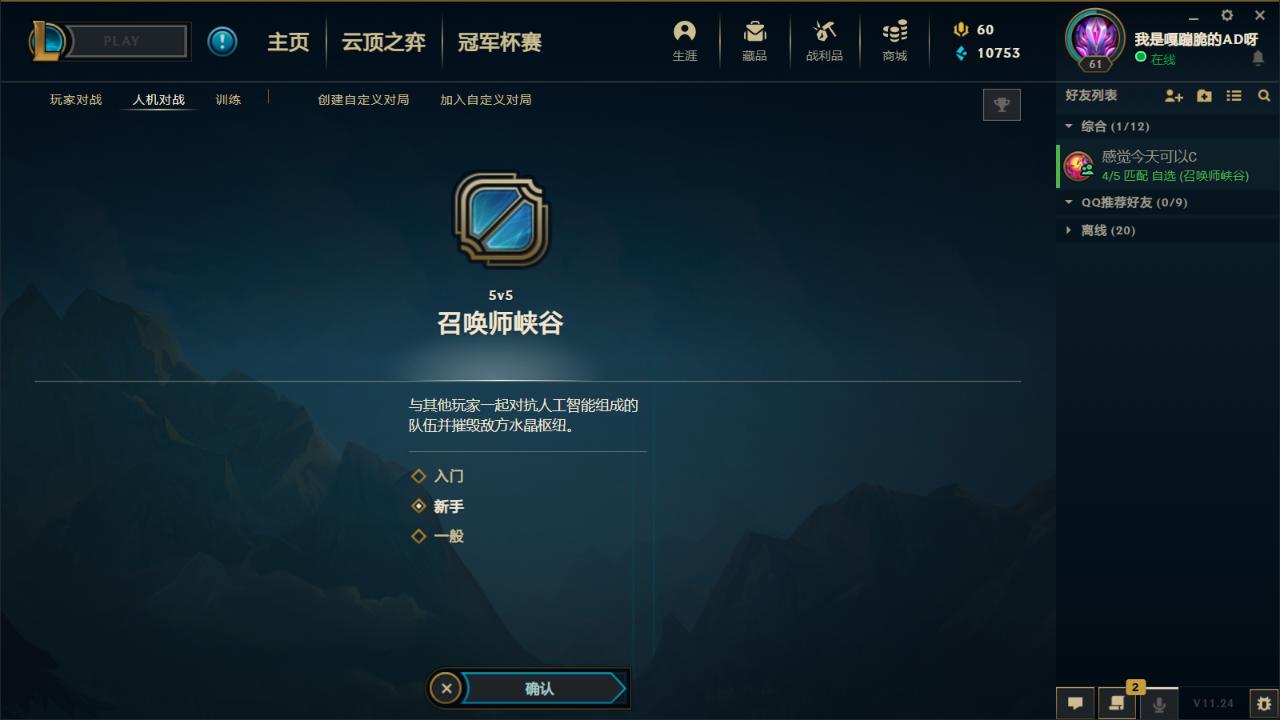 PLAY
主页
云顶之弈
冠军杯赛
生涯
藏品
战利品
商城
60
10753
61
我是嘎蹦脆的AD呀
在线
玩家对战
人机对战
训练
创建自定义对局
加入自定义对局
好友列表
综合 (1/12)
感觉今天可以C
4/5 匹配 自选 (召唤师峡谷)
QQ推荐好友 (0/9)
离线 (20)
5v5
召唤师峡谷
与其他玩家一起对抗人工智能组成的
队伍并摧毁敌方水晶枢纽。
入门
新手
一般
确认
2
V11.24